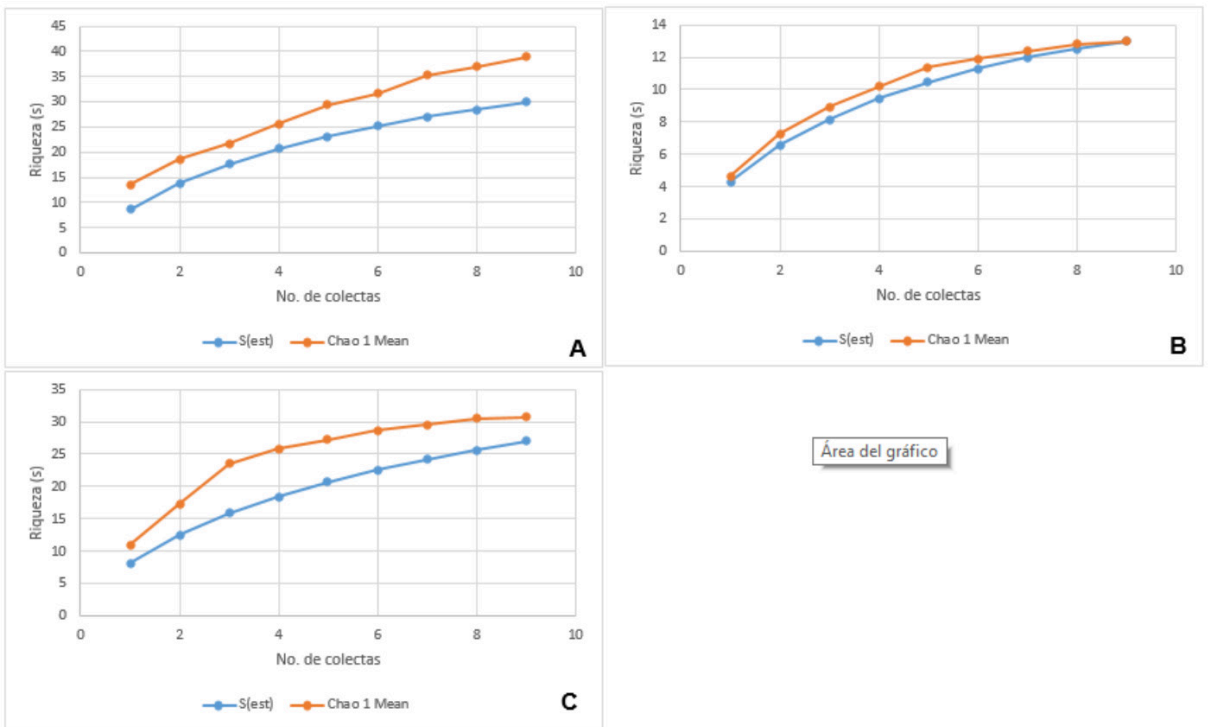 45
40
35
30
25
20
15
10
5
0
Riqueza (s)
0 2 4 6 8 10
No. de colectas
S(est) Chao 1 Mean
A
14
12
10
8
6
4
2
0
Riqueza (s)
0 2 4 6 8 10
No. de colectas
S(est) Chao 1 Mean
B
35
30
25
20
15
10
5
0
Riqueza (s)
0 2 4 6 8 10
No. de colectas
S(est) Chao 1 Mean
C
Área del gráfico